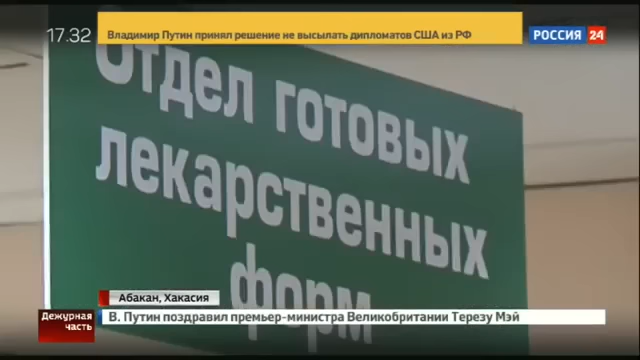 17.32
Владимир Путин принял решение не высылать дипломатов США из РФ
РОССИЯ 24
Отдел готовых
лекарственных
форм
Абакан, Хакасия
Дежурная
часть
В. Путин поздравил премьер-министра Великобритании Терезу Мэй